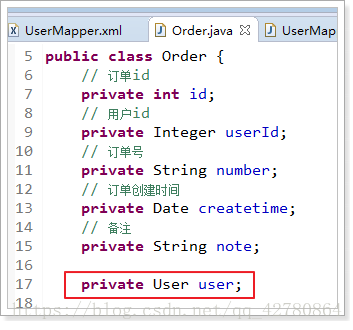 UserMapper.xml Order.java UserMap
5 public class Order {
6 // 订单id
7 private int id;
8 // 用户id
9 private Integer userId;
10 // 订单号
11 private String number;
12 // 订单创建时间
13 private Date createtime;
14 // 备注
15 private String note;
16
17 private User user;
18
https://blog.csdn.net/qq_42780864